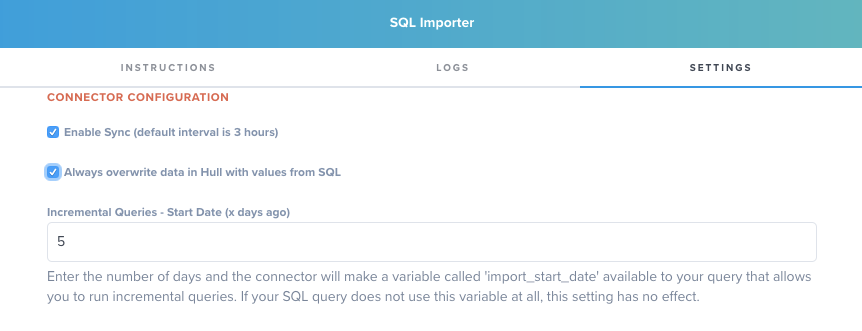 SQL Importer
INSTRUCTIONS
LOGS
SETTINGS
CONNECTOR CONFIGURATION
Enable Sync (default interval is 3 hours)
Always overwrite data in Hull with values from SQL
Incremental Queries - Start Date (x days ago)
5
Enter the number of days and the connector will make a variable called 'import_start_date' available to your query that allows
you to run incremental queries. If your SQL query does not use this variable at all, this setting has no effect.